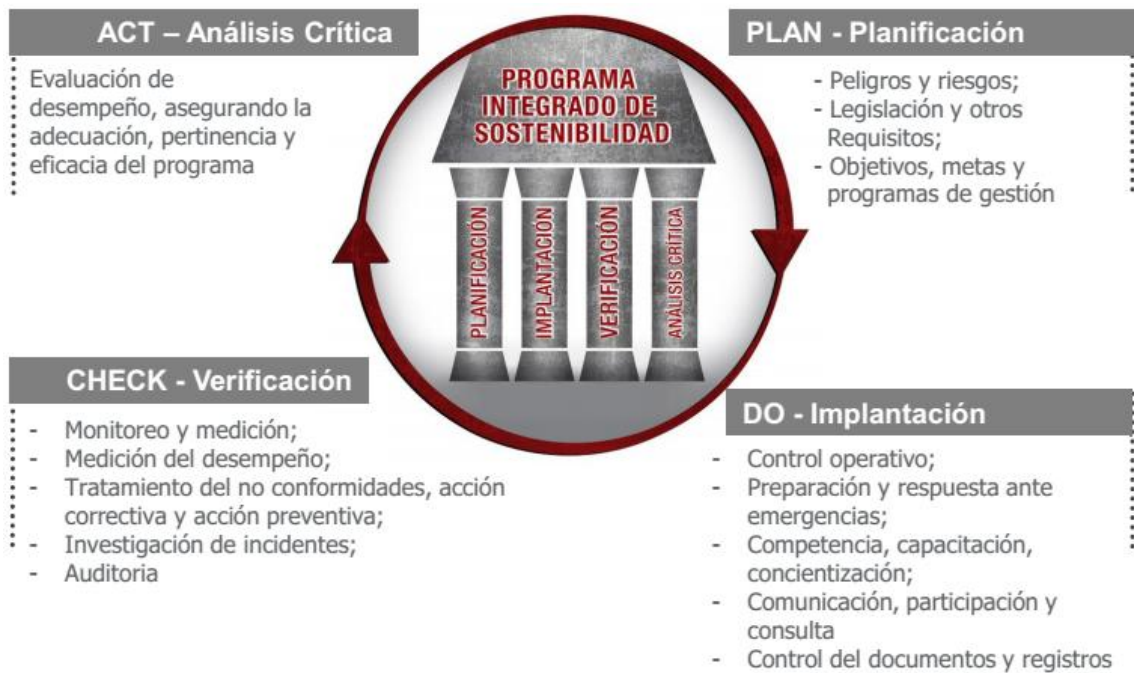 ACT – Análisis Crítica
Evaluación de
desempeño, asegurando la
adecuación, pertinencia y
eficacia del programa
PROGRAMA
INTEGRADO DE
SOSTENIBILIDAD
PLANIFICACIÓN
IMPLANTACIÓN
VERIFICACIÓN
ANÁLISIS CRÍTICA
PLAN - Planificación
- Peligros y riesgos;
- Legislación y otros
Requisitos;
- Objetivos, metas y
programas de gestión
CHECK - Verificación
- Monitoreo y medición;
- Medición del desempeño;
- Tratamiento del no conformidades, acción
correctiva y acción preventiva;
- Investigación de incidentes;
- Auditoria
DO - Implantación
- Control operativo;
- Preparación y respuesta ante
emergencias;
- Competencia, capacitación,
concientización;
- Comunicación, participación y
consulta
- Control del documentos y registros